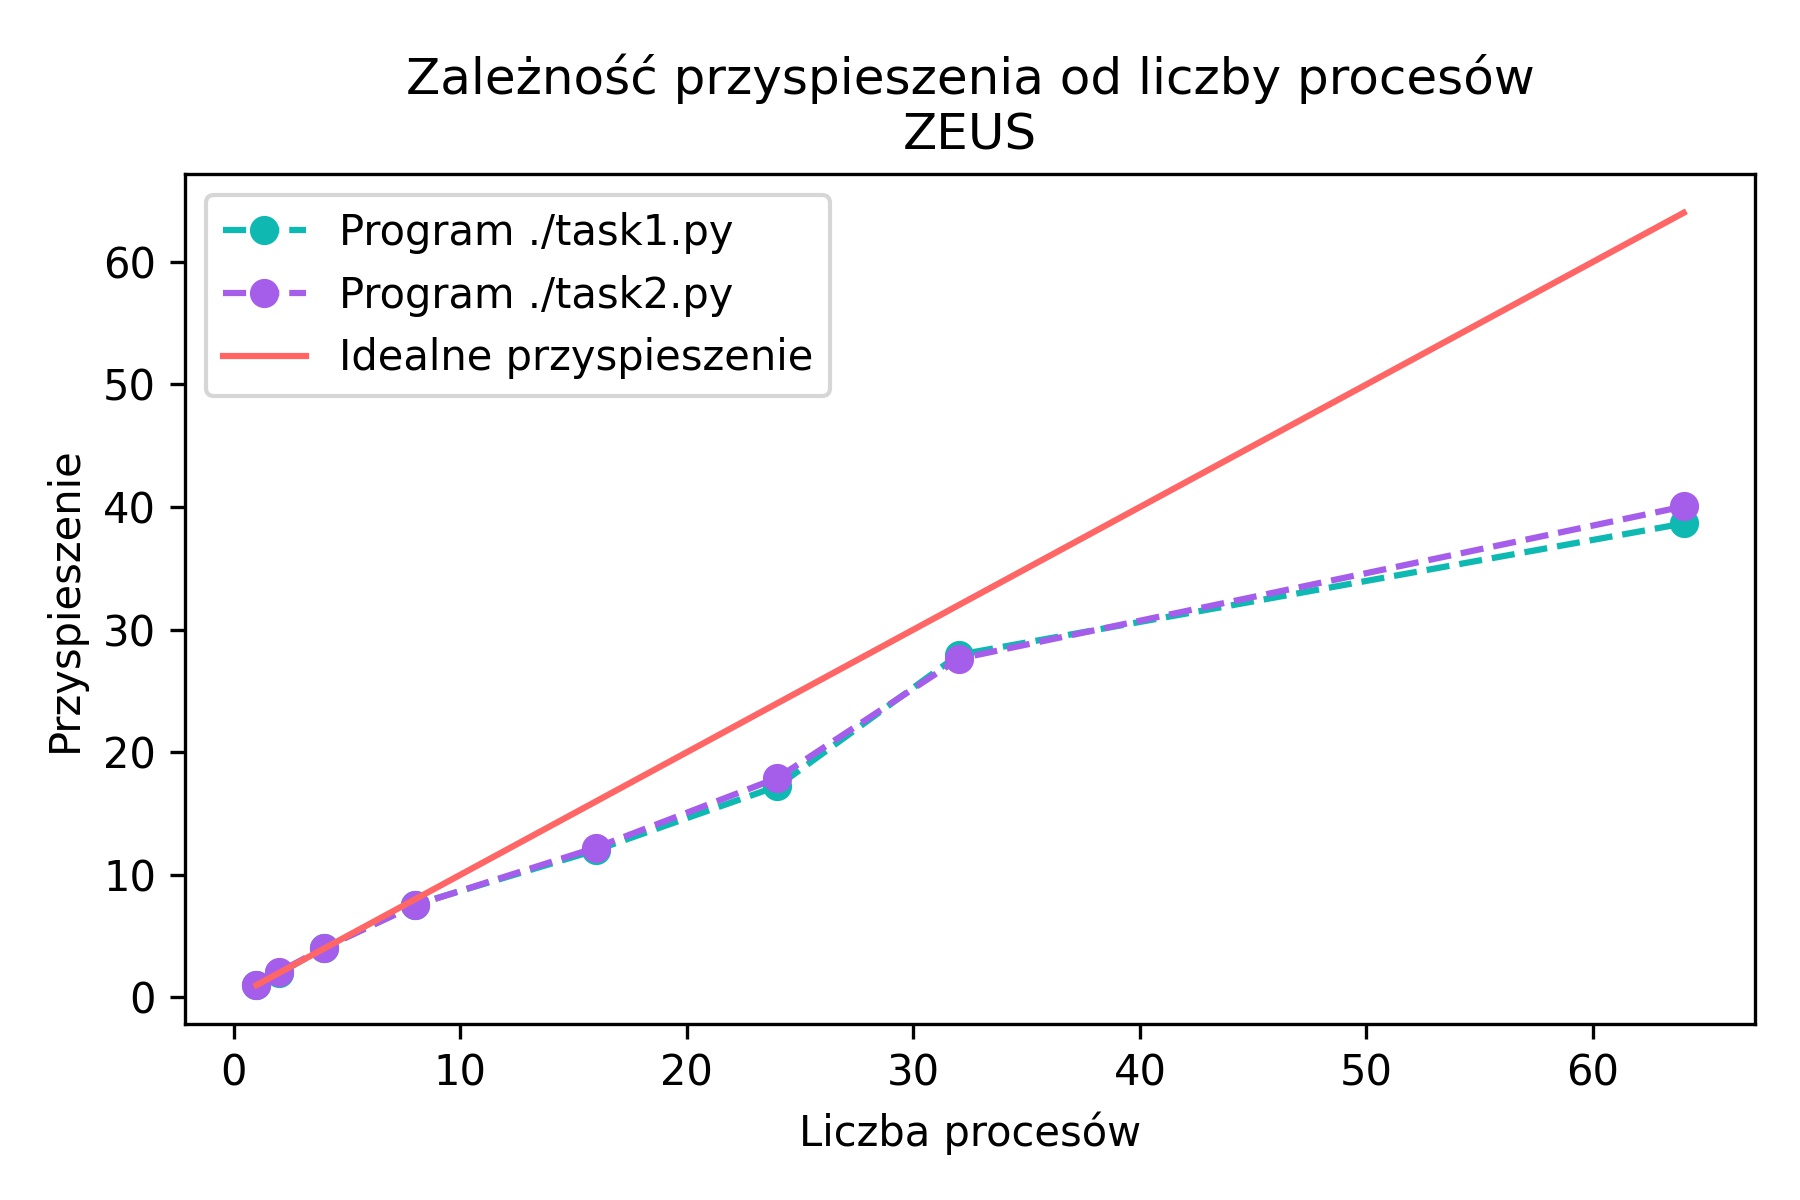 Zależność przyspieszenia od liczby procesów
ZEUS
Program ./task1.py
Program ./task2.py
Idealne przyspieszenie
Przyspieszenie
60
50
40
30
20
10
0
0 10 20 30 40 50 60
Liczba procesów